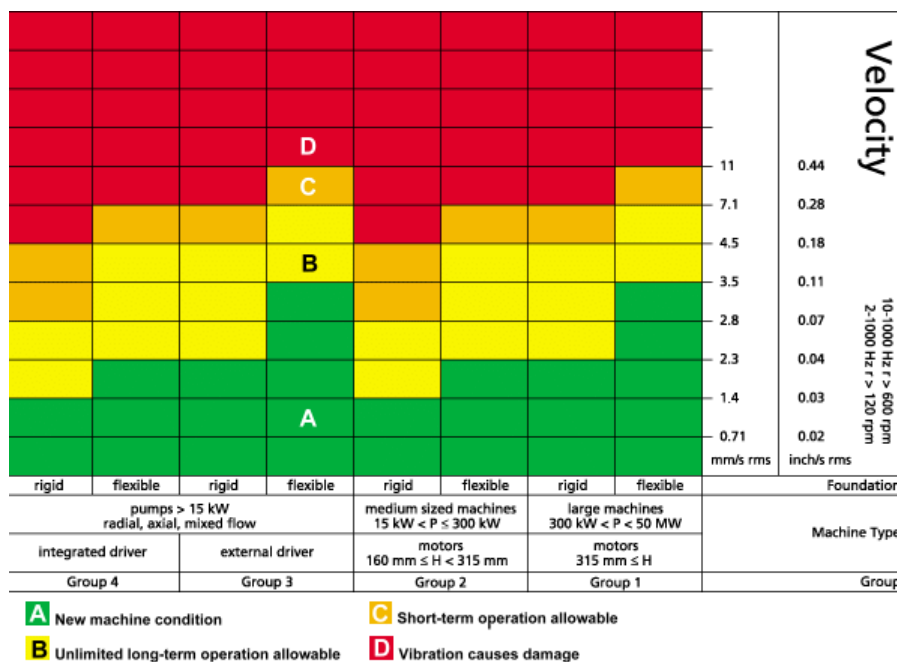 Velocity
10-1000 Hz r > 600 rpm
2-1000 Hz r > 120 rpm
D
11 0.44
C
7.1 0.28
4.5 0.18
B
3.5 0.11
2.8 0.07
2.3 0.04
1.4 0.03
A
0.71 0.02
mm/s rms inch/s rms
rigid flexible rigid flexible rigid flexible rigid flexible Foundation
pumps > 15 kW
radial, axial, mixed flow
medium sized machines
15 kW < P ≤ 300 kW
large machines
300 kW < P < 50 MW
Machine Type
integrated driver external driver
motors
160 mm ≤ H < 315 mm
motors
315 mm ≤ H
Group 4 Group 3 Group 2 Group 1 Group
A New machine condition
C Short-term operation allowable
B Unlimited long-term operation allowable
D Vibration causes damage